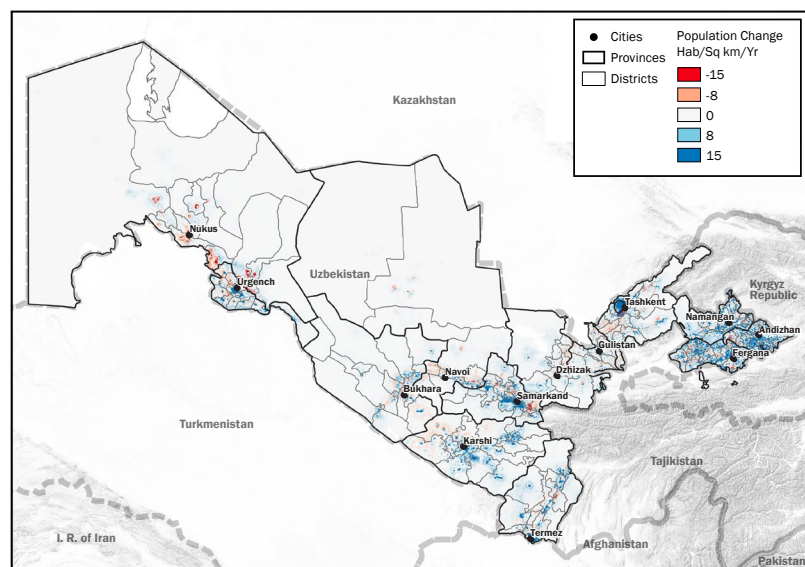 Cities
Provinces
Districts
Population Change
Hab/Sq km/Yr
-15
-8
0
8
15
Kazakhstan
Nukus
Urgench
Uzbekistan
Kyrgyz
Republic
Tashkent
Namangan
Andizhan
Gulistan
Fergana
Navoi
Dzhizak
Bukhara
Samarkand
Turkmenistan
Karshi
Tajikistan
Termez
I. R. of Iran
Afghanistan
Pakistan